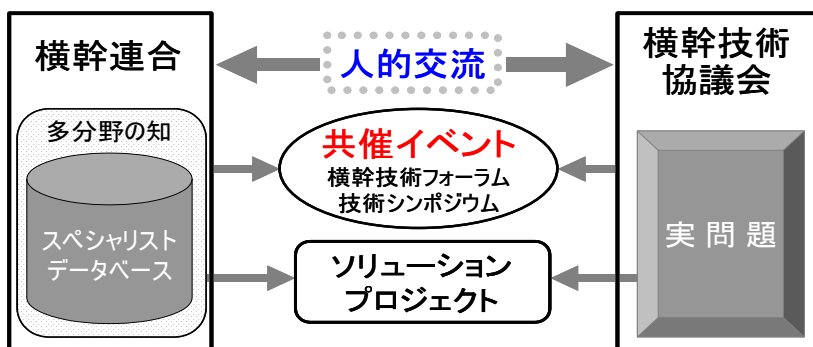 横幹連合
多分野の知
スペシャリスト
データベース
人的交流
共催イベント
横幹技術フォーラム
技術シンポジウム
ソリューション
プロジェクト
横幹技術
協議会
実問題